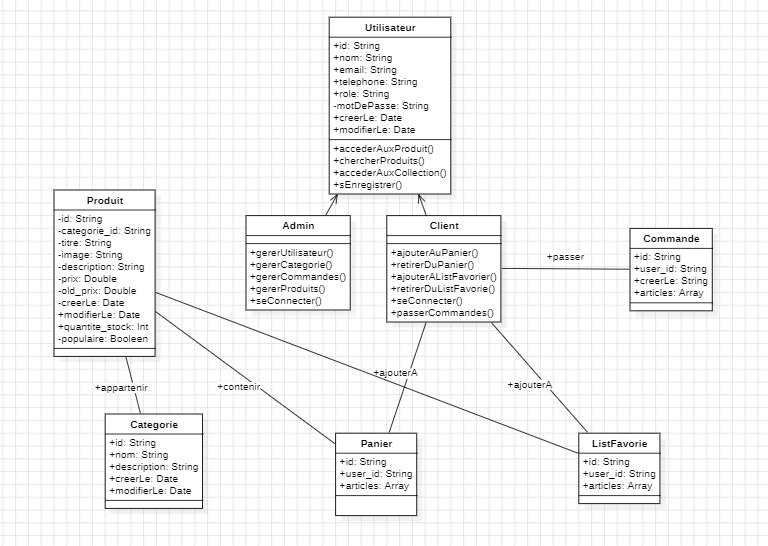 Utilisateur
+id: String
+nom: String
+email: String
+telephone: String
+role: String
-motDePasse: String
+creerLe: Date
+modifierLe: Date
+accederAuxProduit()
+chercherProduits()
+accederAuxCollection()
+sEnregistrer()
Produit
-id: String
-categorie_id: String
-titre: String
-image: String
-description: String
-prix: Double
-old_prix: Double
-creerLe: Date
+modifierLe: Date
+quantite_stock: Int
-populaire: Booleen
Admin
+gererUtilisateur()
+gererCategorie()
+gererCommandes()
+gererProduits()
+seConnecter()
Client
+ajouterAuPanier()
+retirerDuPanier()
+ajouterAListFavorier()
+retirerDuListFavorie()
+seConnecter()
+passerCommandes()
+passer
Commande
+id: String
+user_id: String
+creerLe: String
+articles: Array
+appartenir
+contenir
+ajouterA
+ajouterA
Categorie
+id: String
+nom: String
+description: String
+creerLe: Date
+modifierLe: Date
Panier
+id: String
+user_id: String
+articles: Array
ListFavorie
+id: String
+user_id: String
+articles: Array